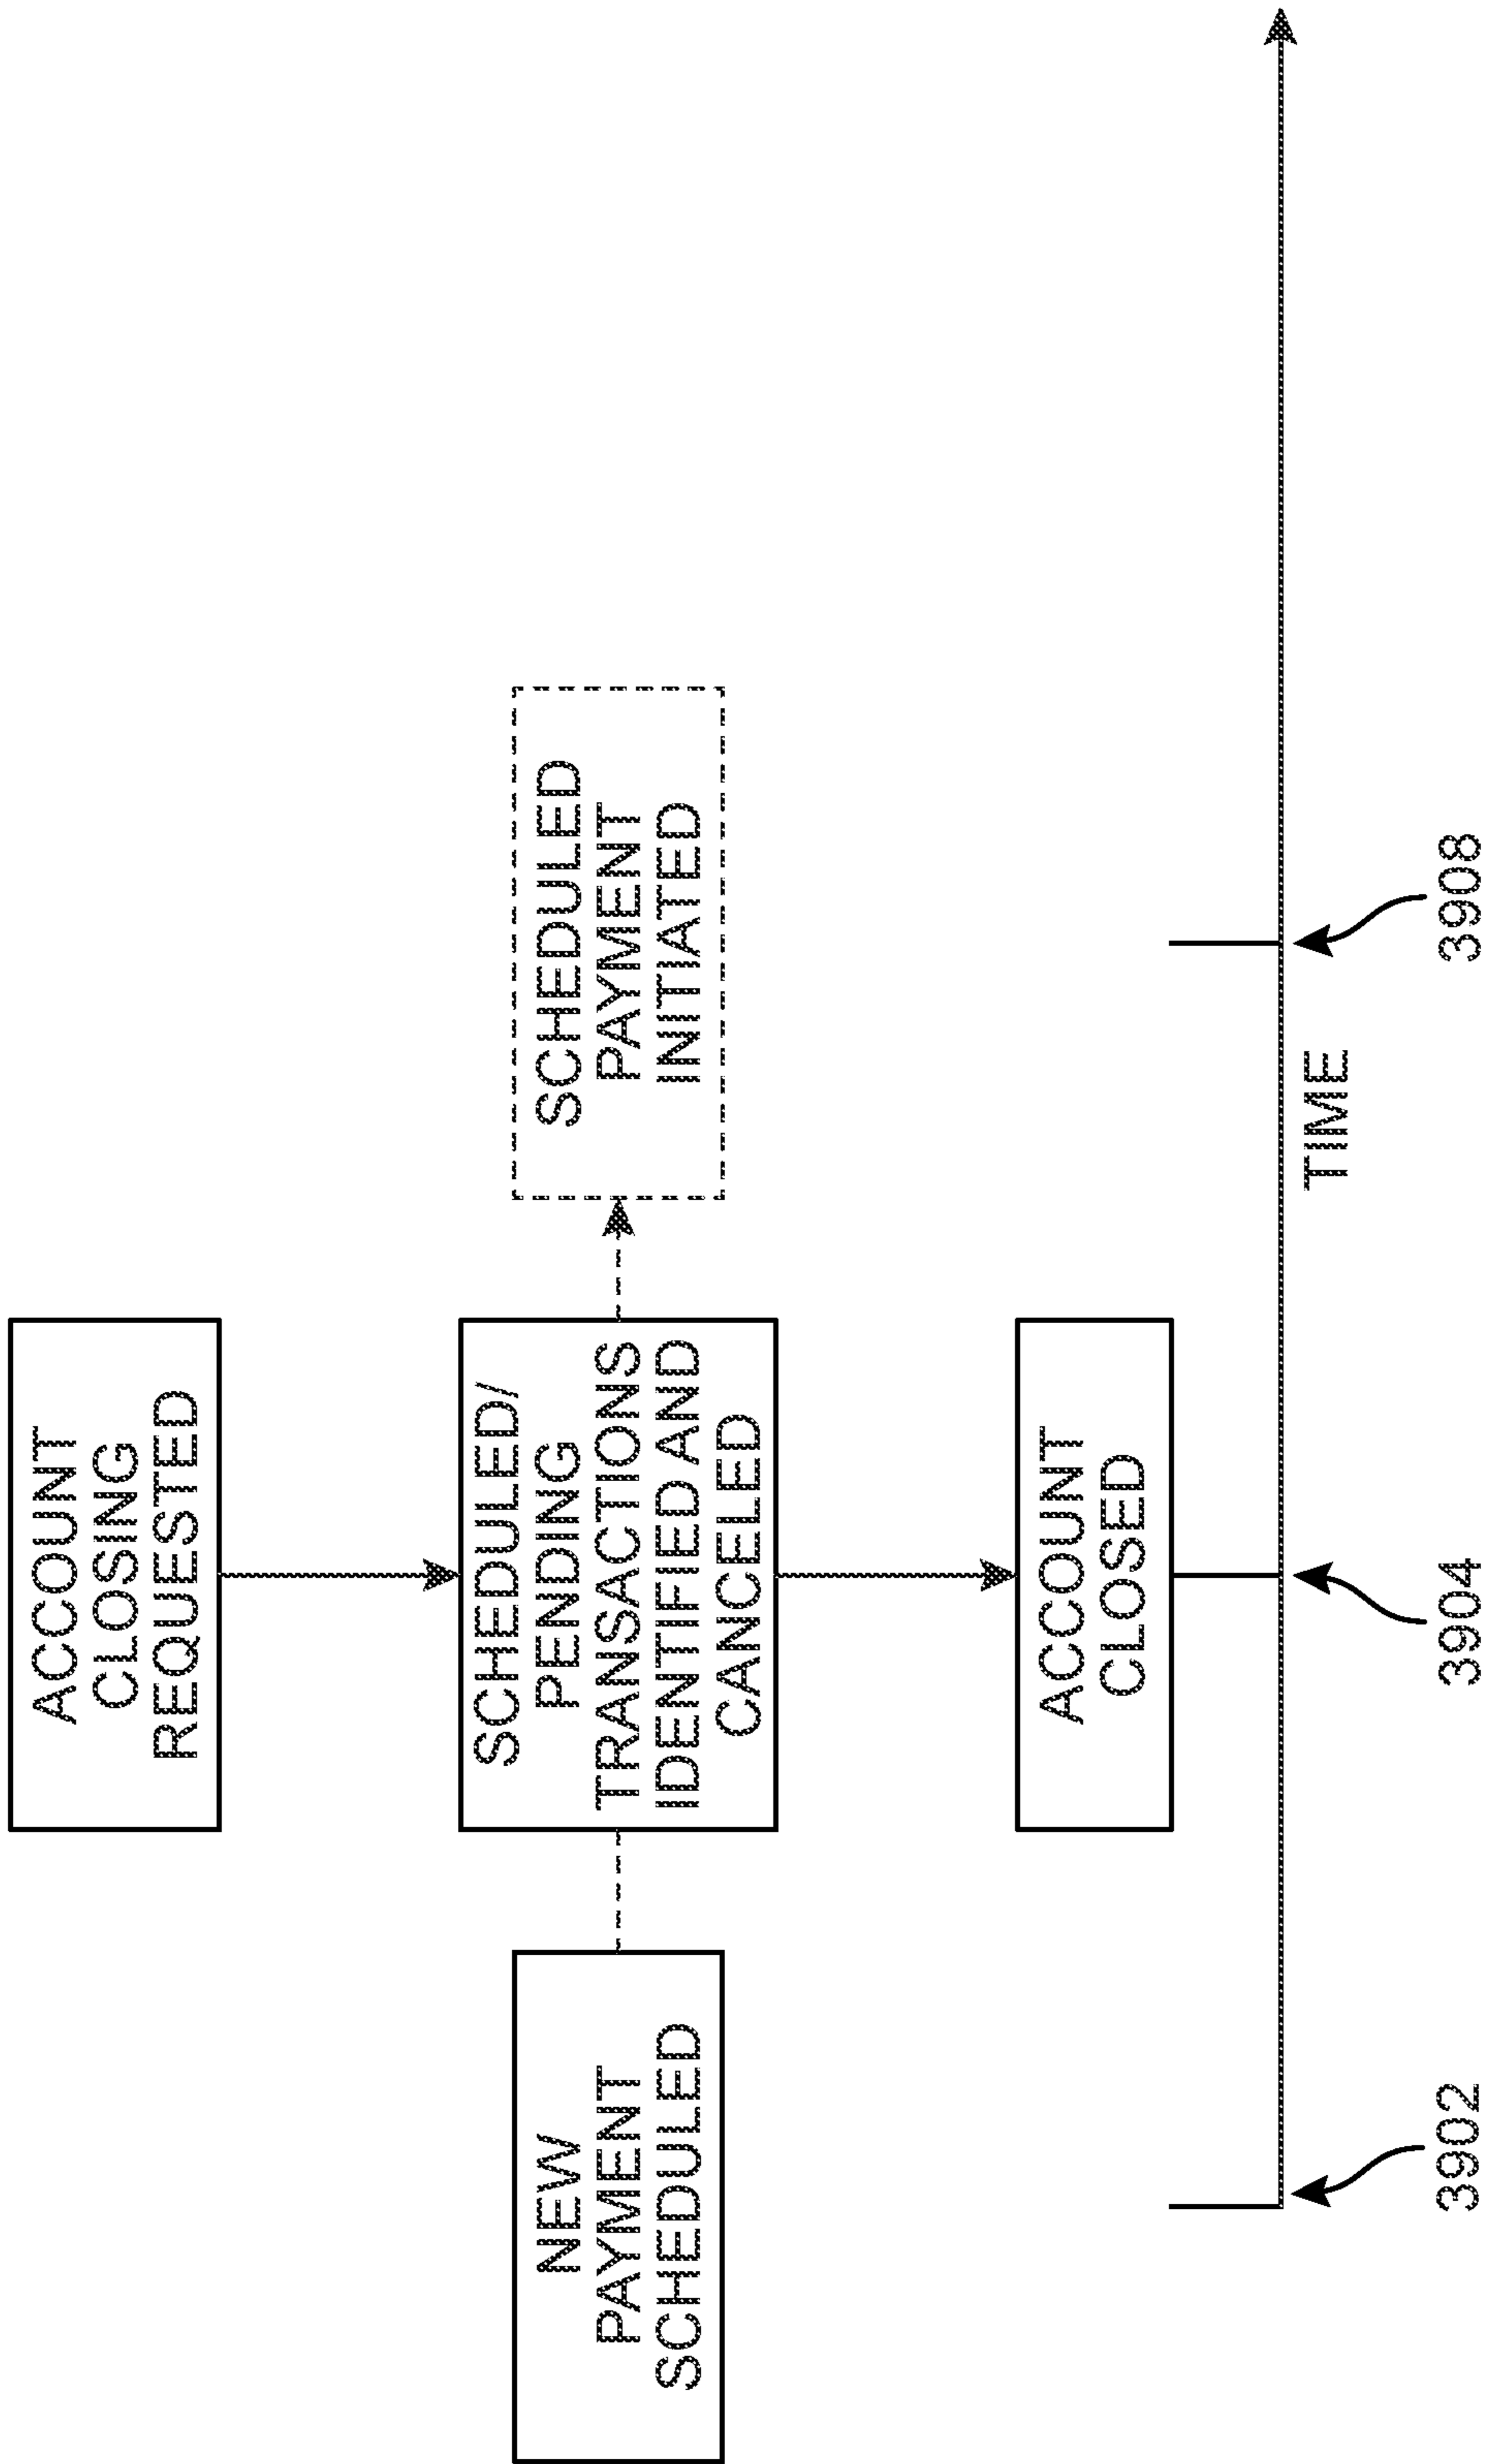 ACCOUNT
CLOSING
REQUESTED
NEW
PAYMENT
SCHEDULED
SCHEDULED/
PENDING
TRANSACTIONS
IDENTIFIED AND
CANCELED
SCHEDULED
PAYMENT
INITIATED
ACCOUNT
CLOSED
TIME
3902
3904
3908